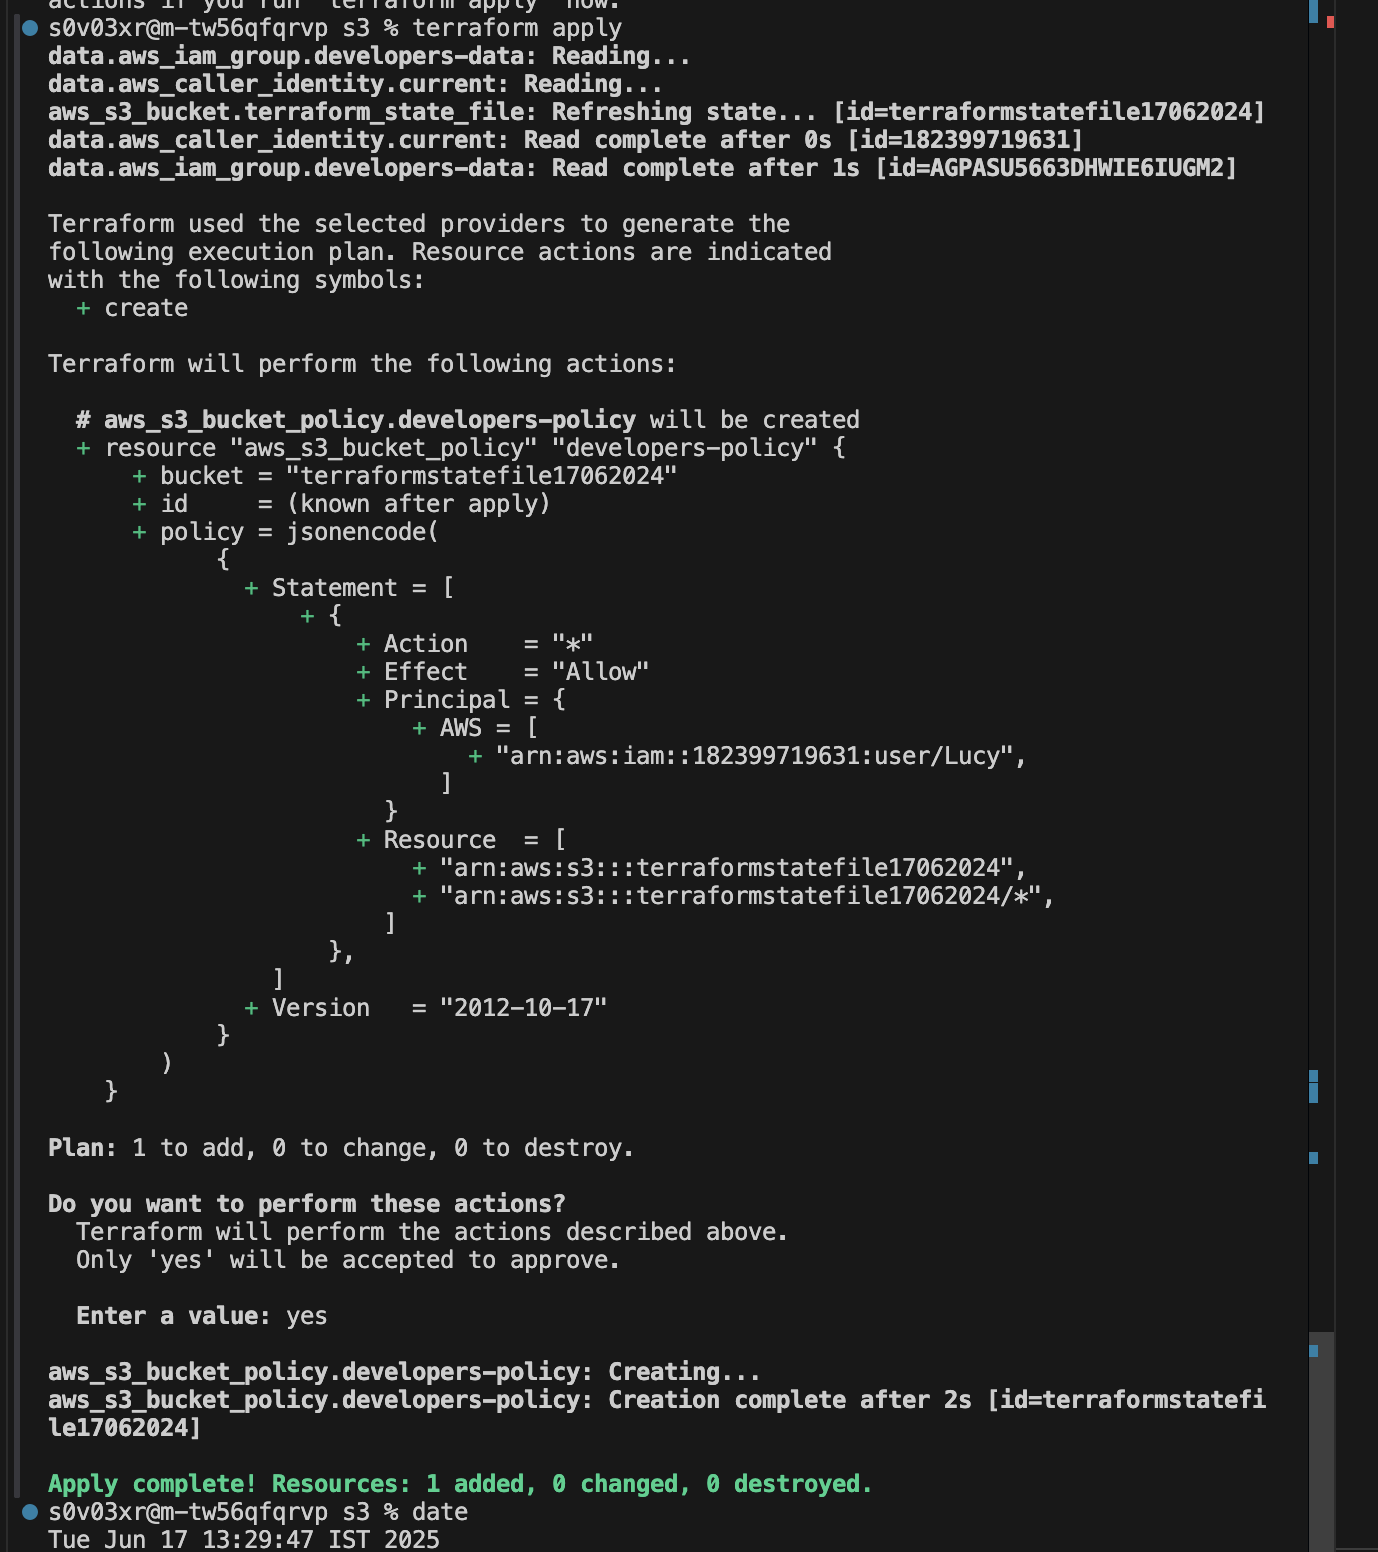 actions if you run "terraform apply" now.
s0v03xr@m-tw56qfqrvp s3 % terraform apply
data.aws_iam_group.developers-data: Reading...
data.aws_caller_identity.current: Reading...
aws_s3_bucket.terraform_state_file: Refreshing state... [id=terraformstatefile17062024]
data.aws_caller_identity.current: Read complete after 0s [id=182399719631]
data.aws_iam_group.developers-data: Read complete after 1s [id=AGPASU5663DHWIE6IUGM2]
Terraform used the selected providers to generate the
following execution plan. Resource actions are indicated
with the following symbols:
  + create
Terraform will perform the following actions:
  # aws_s3_bucket_policy.developers-policy will be created
  + resource "aws_s3_bucket_policy" "developers-policy" {
      + bucket = "terraformstatefile17062024"
      + id     = (known after apply)
      + policy = jsonencode(
            {
              + Statement = [
                  + {
                      + Action    = "*"
                      + Effect    = "Allow"
                      + Principal = {
                          + AWS = [
                              + "arn:aws:iam::182399719631:user/Lucy",
                            ]
                        }
                      + Resource  = [
                          + "arn:aws:s3:::terraformstatefile17062024",
                          + "arn:aws:s3:::terraformstatefile17062024/*",
                        ]
                    },
                ]
              + Version   = "2012-10-17"
            }
        )
    }
Plan: 1 to add, 0 to change, 0 to destroy.
Do you want to perform these actions?
  Terraform will perform the actions described above.
  Only 'yes' will be accepted to approve.
  Enter a value: yes
aws_s3_bucket_policy.developers-policy: Creating...
aws_s3_bucket_policy.developers-policy: Creation complete after 2s [id=terraformstatefi
le17062024]
Apply complete! Resources: 1 added, 0 changed, 0 destroyed.
s0v03xr@m-tw56qfqrvp s3 % date
Tue Jun 17 13:29:47 IST 2025